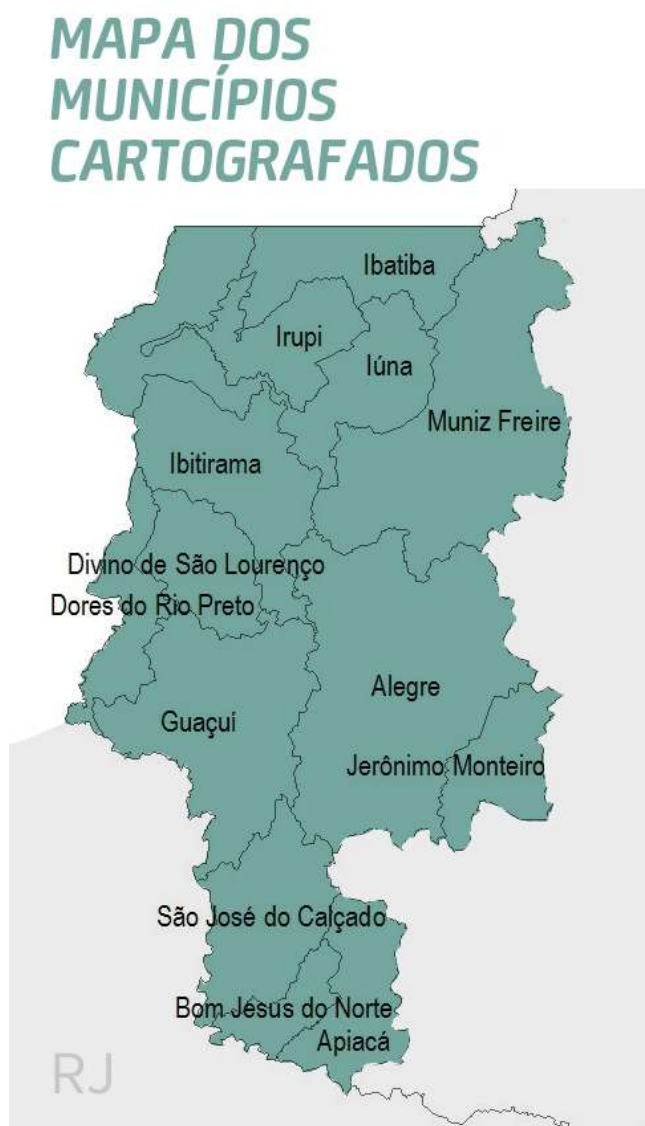 MAPA DOS
MUNICÍPIOS
CARTOGRAFADOS
Ibatiba
Irupi
Iúna
Muniz Freire
Ibitirama
Divino de São Lourenço
Dores do Rio Preto
Alegre
Guaçuí
Jerônimo Monteiro
São José do Calçado
Bom Jesus do Norte
Apiacá
RJ